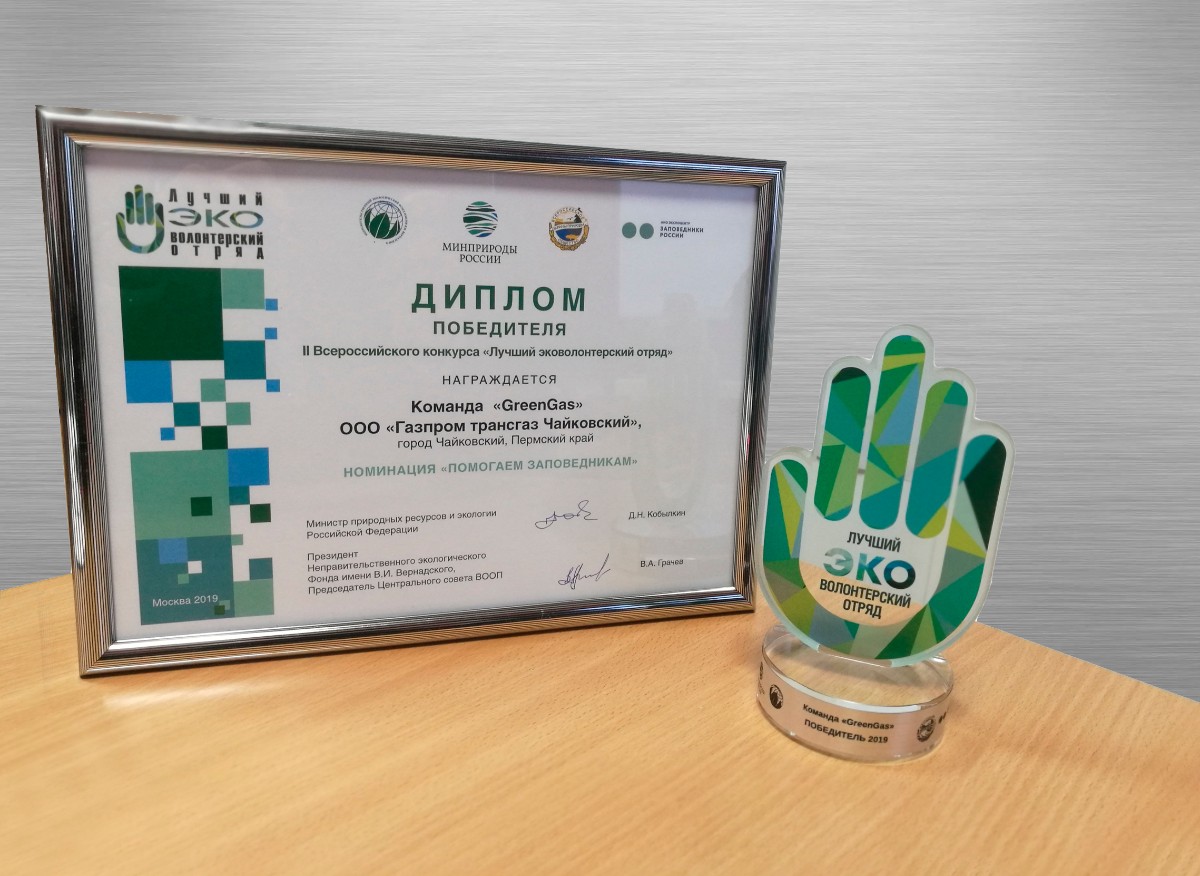 Лучший
ЭКО
ВОЛОНТЕРСКИЙ
ОТРЯД
МИНПРИРОДЫ
РОССИИ
ЗАПОВЕДНИКИ
РОССИИ
ДИПЛОМ
ПОБЕДИТЕЛЯ
II Всероссийского конкурса «Лучший эковолонтерский отряд»
НАГРАЖДАЕТСЯ
Команда «GreenGas»
ООО «Газпром трансгаз Чайковский»,
город Чайковский, Пермский край
НОМИНАЦИЯ «ПОМОГАЕМ ЗАПОВЕДНИКАМ»
Министр природных ресурсов и экологии
Российской Федерации
Д.Н. Кобылкин
Президент
Неправительственного экологического
Фонда имени В.И. Вернадского,
Председатель Центрального совета ВООП
В.А. Грачев
Москва 2019
ЛУЧШИЙ
ЭКО
ВОЛОНТЕРСКИЙ
ОТРЯД
Команда «GreenGas»
ПОБЕДИТЕЛЬ 2019